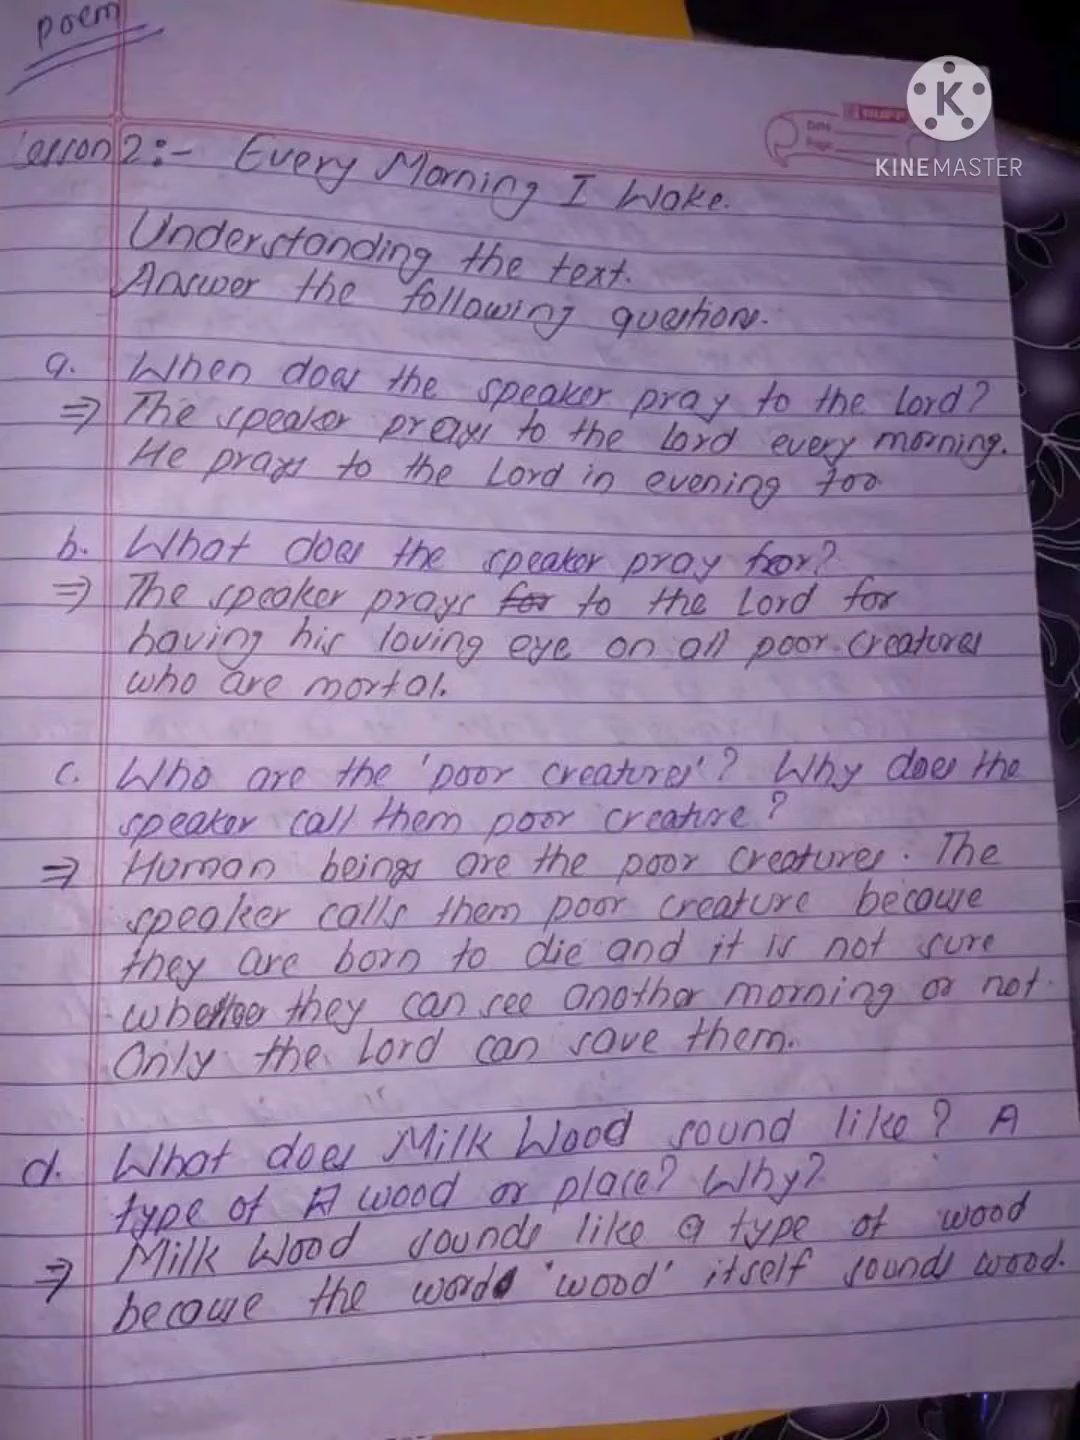 poem
Lesson 2:- Every Morning I Wake.
Understanding the text.
Answer the following questions.
a. When does the speaker pray to the Lord?
⇒ The speaker prays to the Lord every morning.
He prays to the Lord in evening too
b. What does the speaker pray for?
⇒ The speaker prays for to the Lord for
having his loving eye on all poor creatures
who are mortal.
c. Who are the 'poor creatures'? Why does the
speaker call them poor creature?
⇒ Human beings are the poor creatures. The
speaker calls them poor creature because
they are born to die and it is not sure
whether they can see another morning or not.
Only the Lord can save them.
d. What does Milk Wood sound like? A
type of A wood or place? Why?
⇒ Milk Wood sounds like a type of wood
because the word 'wood' itself sounds wood.
Date
Page
K
KINEMASTER